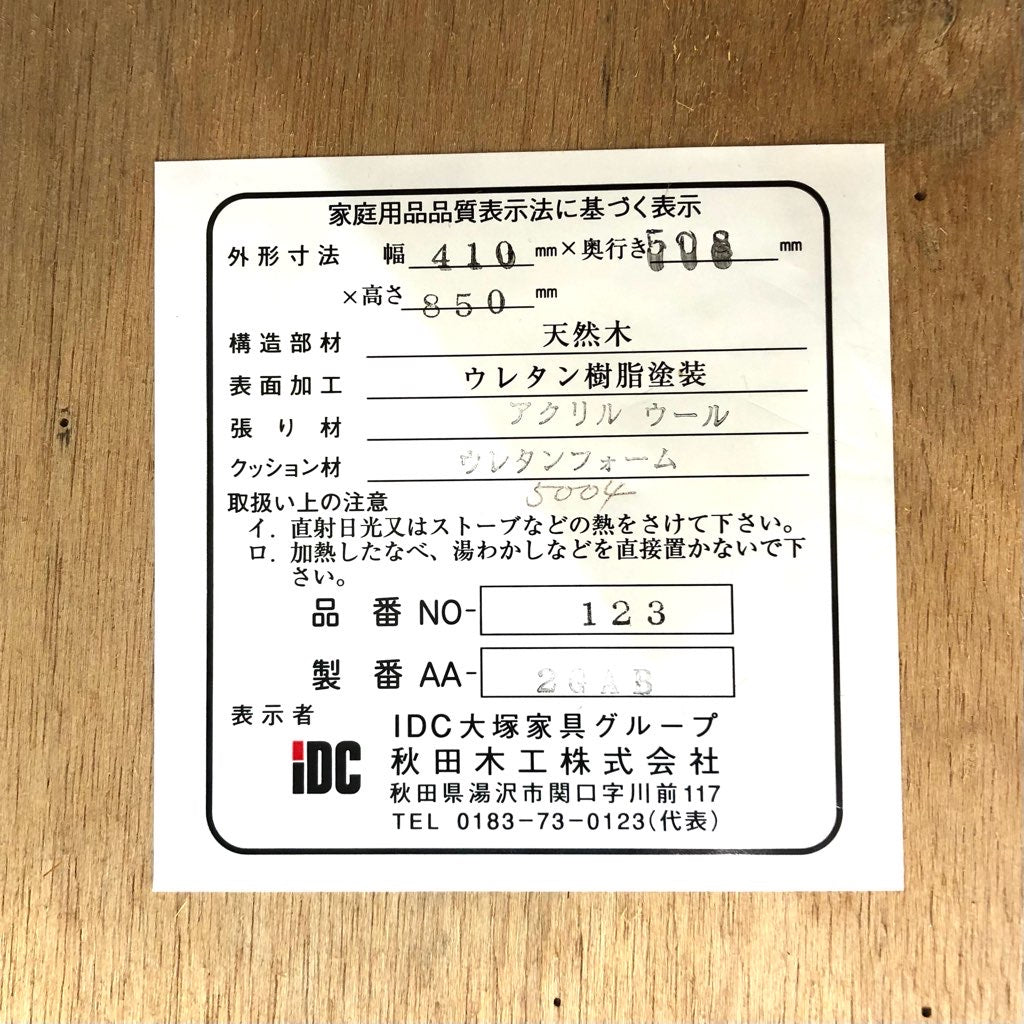 家庭用品品質表示法に基づく表示
外形寸法 幅 410 mm × 奥行き 508 mm
×高さ 850 mm
構造部材 天然木
表面加工 ウレタン樹脂塗装
張り材 アクリル ウール
クッション材 ウレタンフォーム
5004
取扱い上の注意
イ. 直射日光又はストーブなどの熱をさけて下さい。
ロ. 加熱したなべ、湯わかしなどを直接置かないで下
さい。
品番 NO- 123
製番 AA-
表示者
iDC
IDC大塚家具グループ
秋田木工株式会社
秋田県湯沢市関口字川前117
TEL 0183-73-0123(代表)